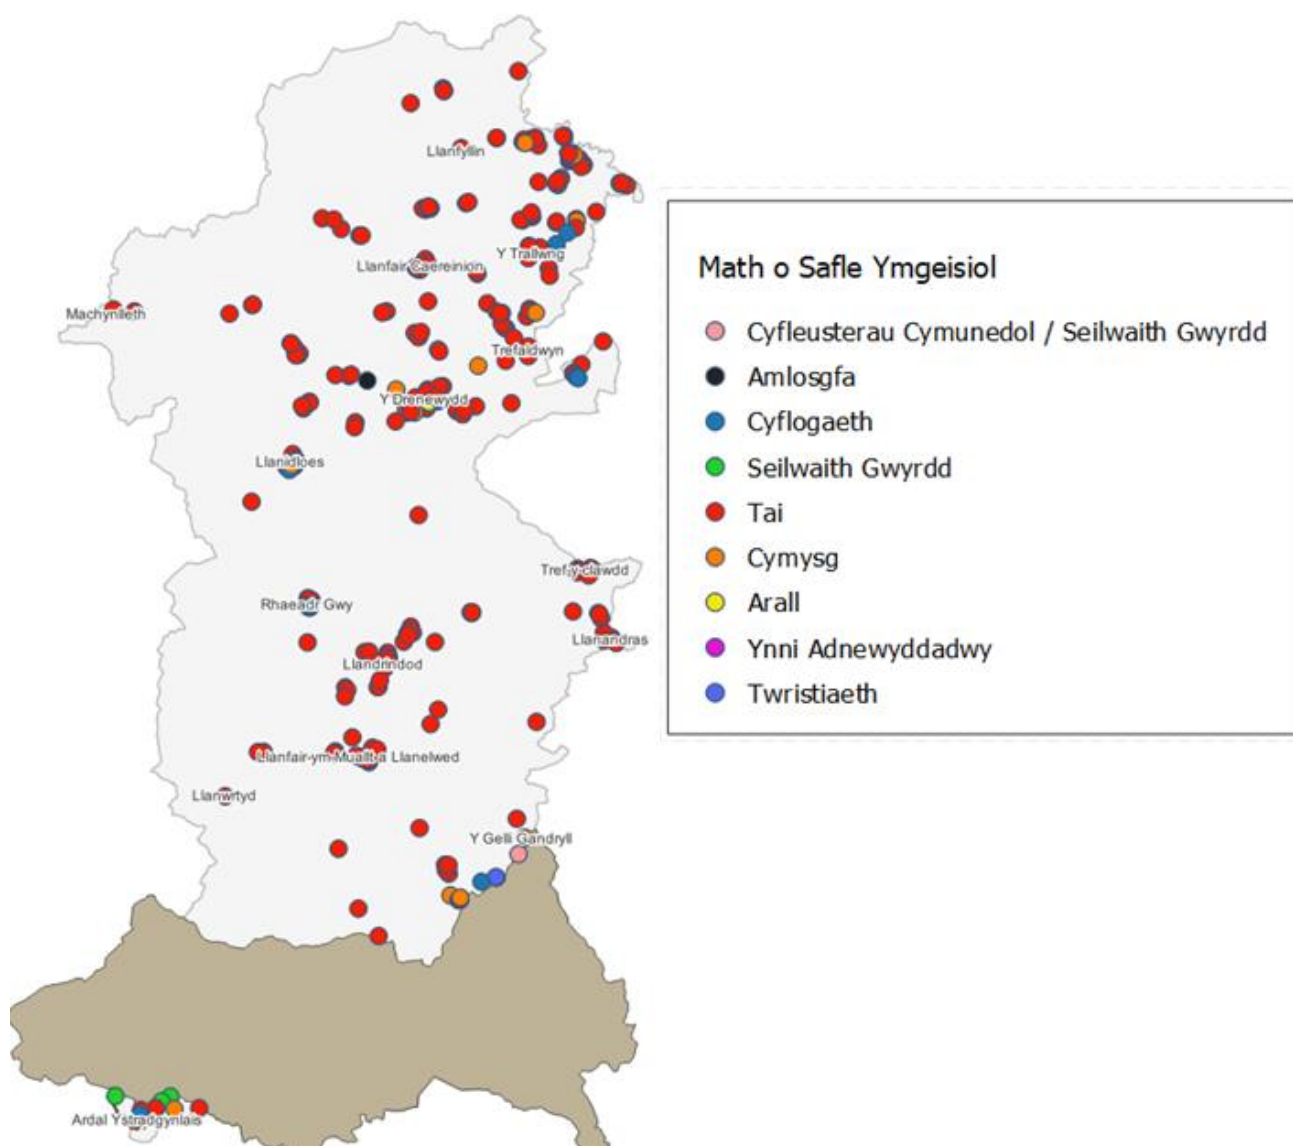 Llanfyllin
Y Trallwng
Llanfair Caereinion
Machynlleth
Trefaldwyn
Y Drenewydd
Llanidloes
Tref-y-clawdd
Rhaeadr Gwy
Llanandras
Llandrindod
Llanfair-ym-Muallt a Llanelwed
Llanwrtyd
Y Gelli Gandryll
Ardal Ystradgynlais
Math o Safle Ymgeisiol
Cyfleusterau Cymunedol / Seilwaith Gwyrdd
Amlosgfa
Cyflogaeth
Seilwaith Gwyrdd
Tai
Cymysg
Arall
Ynni Adnewyddadwy
Twristiaeth